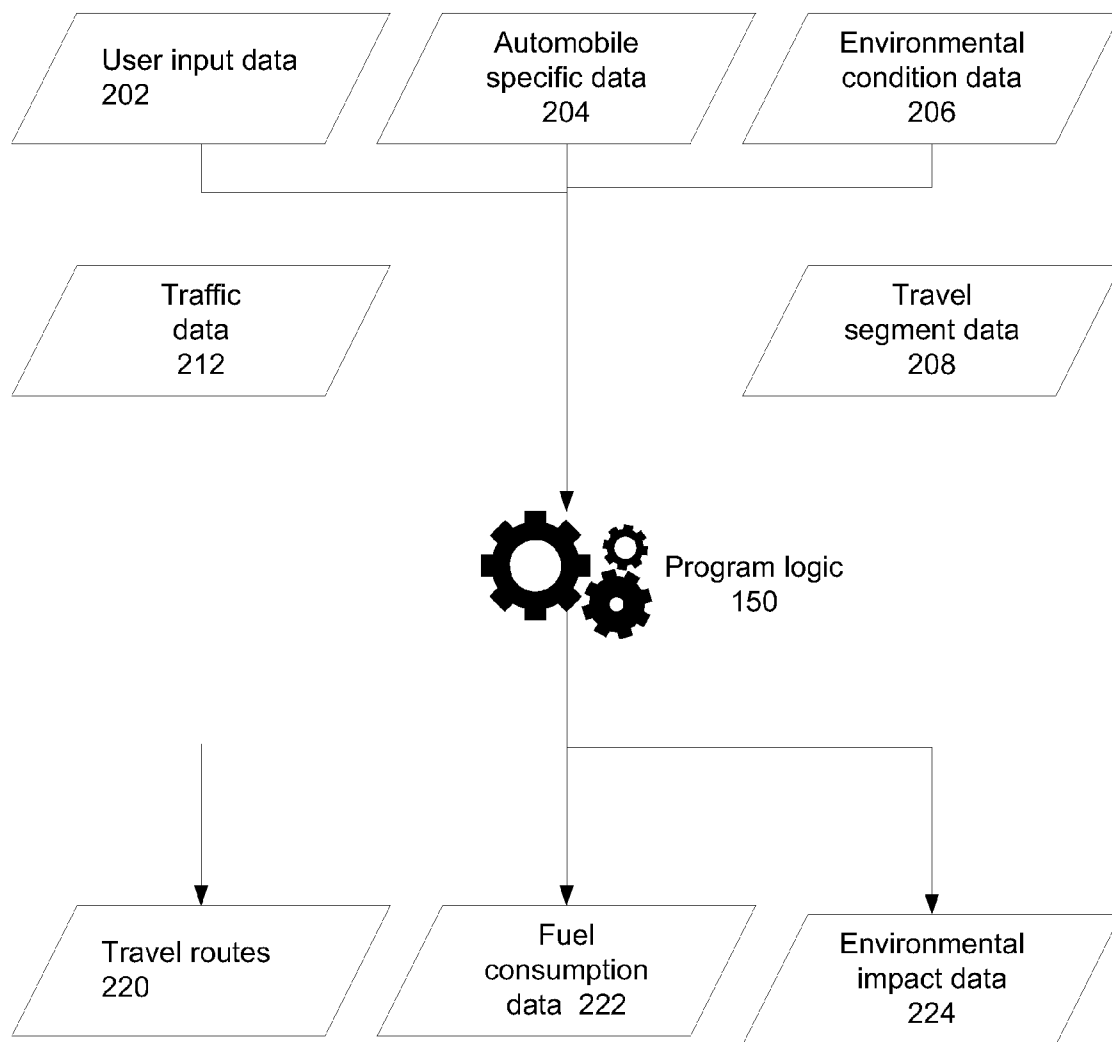 User input data
202
Automobile
specific data
204
Environmental
condition data
206
Traffic
data
212
Travel
segment data
208
Program logic
150
Travel routes
220
Fuel
consumption
data 222
Environmental
impact data
224